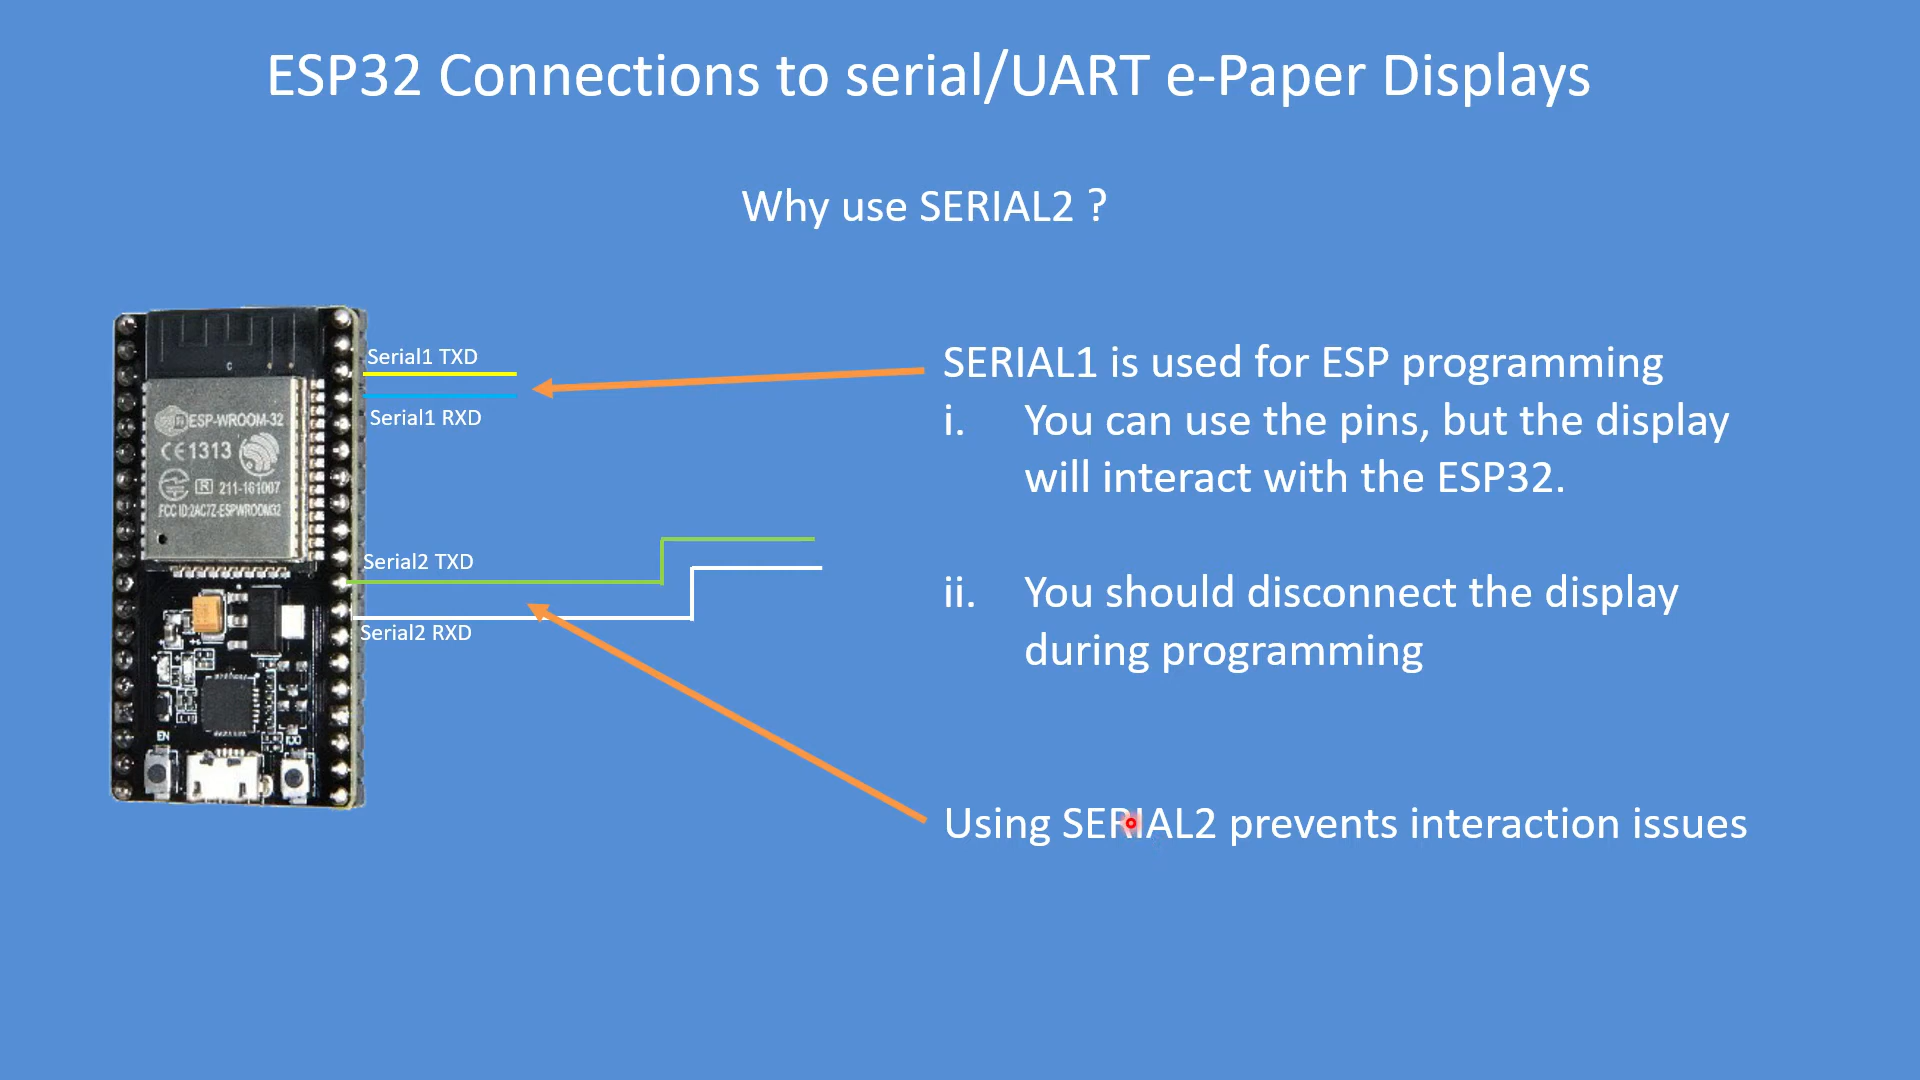 ESP32 Connections to serial/UART e-Paper Displays
Why use SERIAL2 ?
Serial1 TXD
Serial1 RXD
ESP-WROOM-32
CE1313
R 211-161007
FCC ID:2AC7Z-ESPWROOM32
Serial2 TXD
Serial2 RXD
EN
SERIAL1 is used for ESP programming
i. You can use the pins, but the display
will interact with the ESP32.
ii. You should disconnect the display
during programming
Using SERIAL2 prevents interaction issues